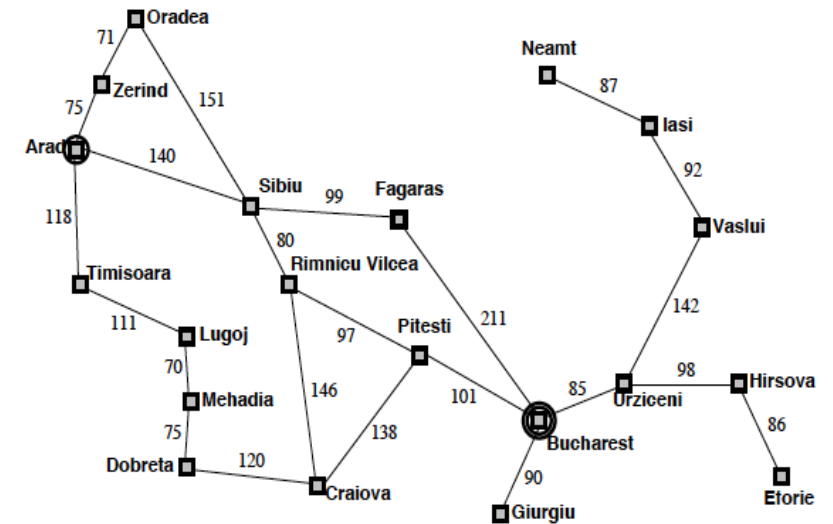 Oradea
71
Neamt
Zerind
87
151
75
Iasi
Arad
140
92
Sibiu
99
Fagaras
118
80
Vaslui
Rimnicu Vilcea
Timisoara
111
211
142
Lugoj
97
Pitesti
70
98
Hirsova
146
101
85
Urziceni
Mehadia
86
75
138
Bucharest
Dobreta
120
90
Craiova
Eforie
Giurgiu